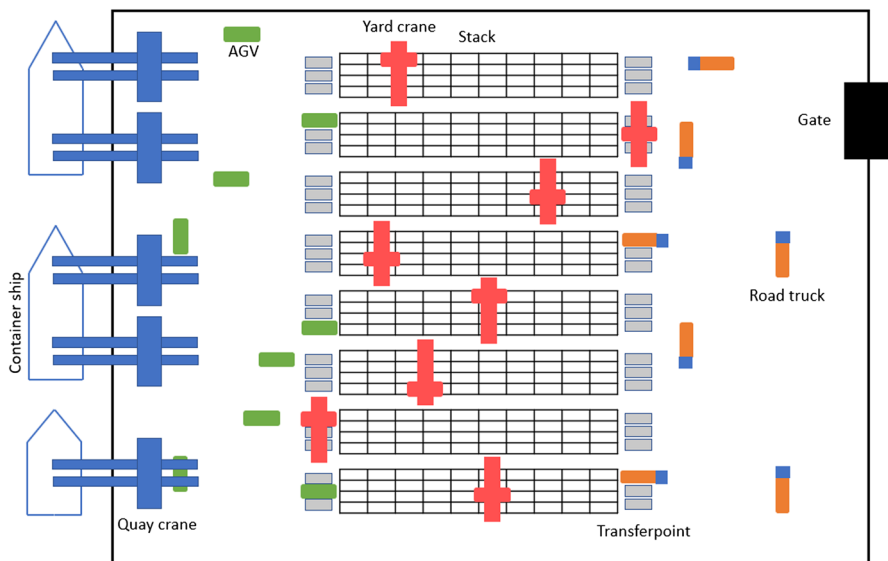 Yard crane
Stack
AGV
Gate
Container ship
Road truck
Quay crane
Transferpoint